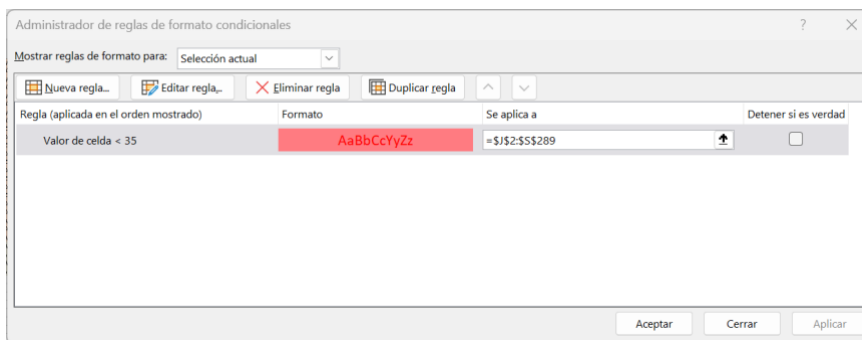 Administrador de reglas de formato condicionales ? ×
Mostrar reglas de formato para: Selección actual
Nueva regla... Editar regla... Eliminar regla Duplicar regla
Regla (aplicada en el orden mostrado) Formato Se aplica a Detener si es verdad
Valor de celda < 35 AaBbCcYyZz =$J$2:$S$289
Aceptar Cerrar Aplicar